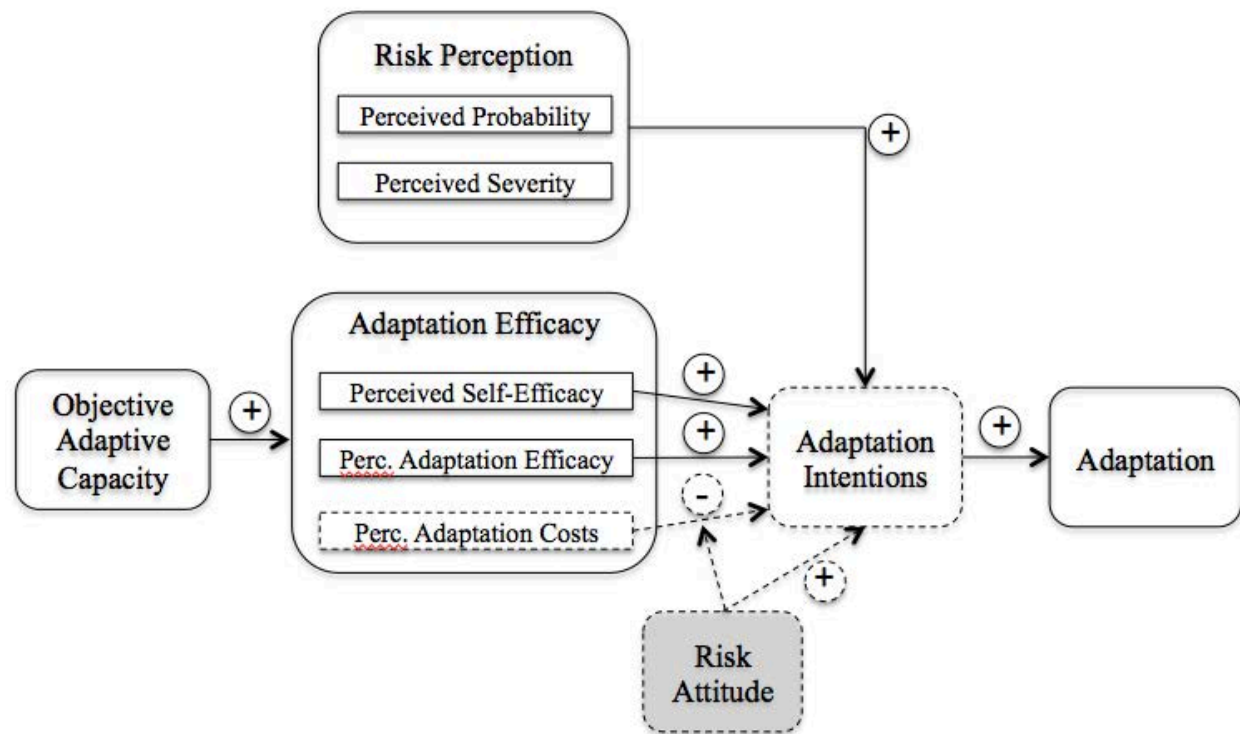 Risk Perception
Perceived Probability
+
Perceived Severity
Adaptation Efficacy
Perceived Self-Efficacy
+
Objective
Adaptive
Capacity
+
Perc. Adaptation Efficacy
+
Adaptation
Intentions
+
Adaptation
Perc. Adaptation Costs
-
+
Risk
Attitude